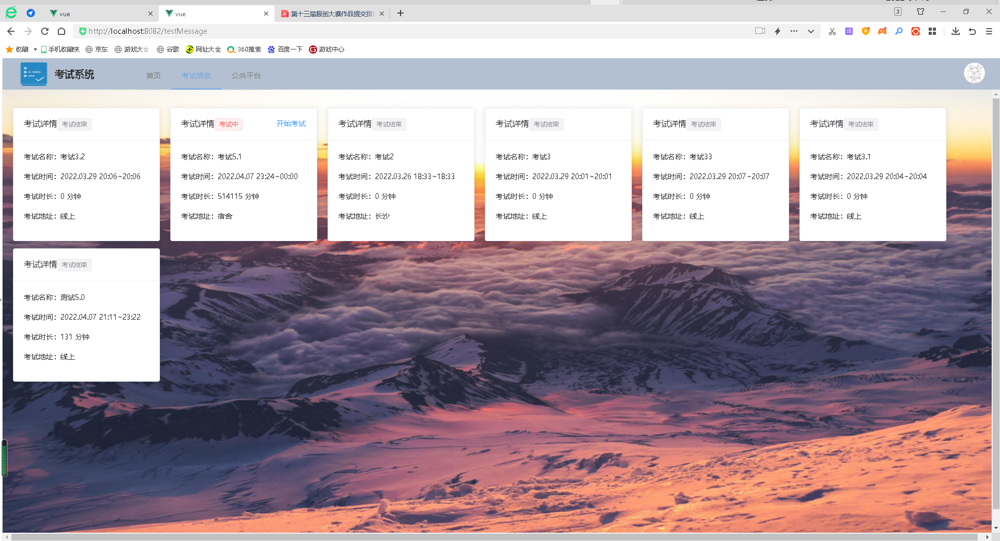 vue
vue
第十三届服创大赛作品提交指
3
http://localhost:8082/testMessage
译
收藏
手机收藏夹
京东
游戏大全
谷歌
网址大全
360搜索
百度一下
游戏中心
考试系统
首页
考试信息
公共平台
考试详情 考试结束
考试名称：考试3.2
考试时间：2022.03.29 20:06~20:06
考试时长：0 分钟
考试地址：线上
考试详情 考试中 开始考试
考试名称：考试5.1
考试时间：2022.04.07 23:24~00:00
考试时长：514115 分钟
考试地址：宿舍
考试详情 考试结束
考试名称：考试2
考试时间：2022.03.26 18:33~18:33
考试时长：0 分钟
考试地址：长沙
考试详情 考试结束
考试名称：考试3
考试时间：2022.03.29 20:01~20:01
考试时长：0 分钟
考试地址：线上
考试详情 考试结束
考试名称：考试33
考试时间：2022.03.29 20:07~20:07
考试时长：0 分钟
考试地址：线上
考试详情 考试结束
考试名称：考试3.1
考试时间：2022.03.29 20:04~20:04
考试时长：0 分钟
考试地址：线上
考试详情 考试结束
考试名称：测试5.0
考试时间：2022.04.07 21:11~23:22
考试时长：131 分钟
考试地址：线上